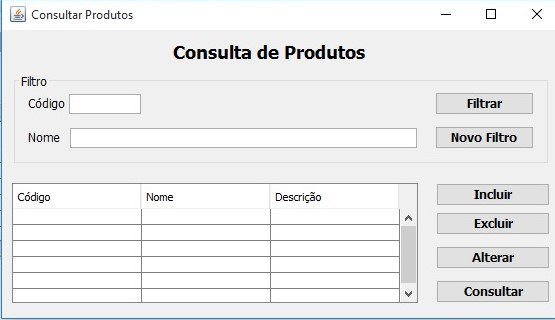 Consultar Produtos
Consulta de Produtos
Filtro
Código
Filtrar
Nome
Novo Filtro
Código Nome Descrição
Incluir
Excluir
Alterar
Consultar